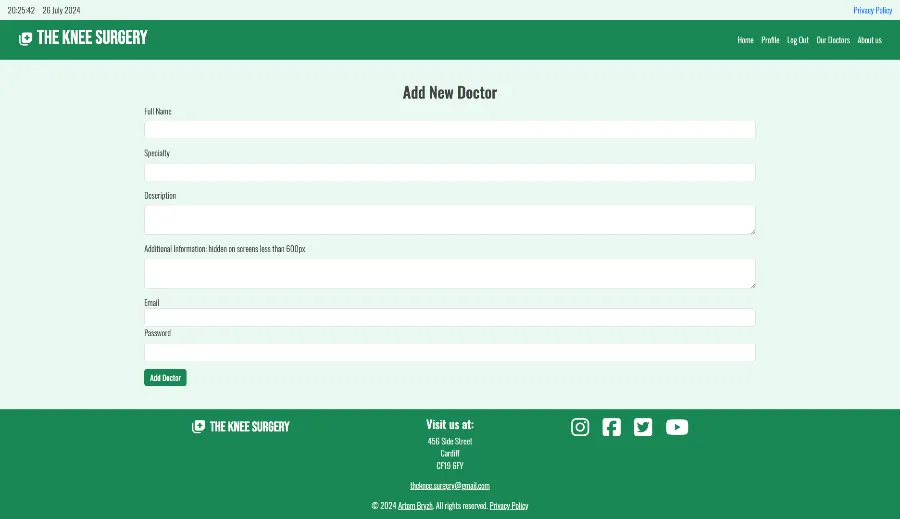 20:25:42 26 July 2024
Privacy Policy
THE KNEE SURGERY
Home Profile Log Out Our Doctors About us
Add New Doctor
Full Name
Specialty
Description
Additional Information: hidden on screens less than 600px
Email
Password
Add Doctor
THE KNEE SURGERY
Visit us at:
456 Side Street
Cardiff
CF19 6FY
theknee.surgery@gmail.com
© 2024 Artem Bryzh. All rights reserved. Privacy Policy